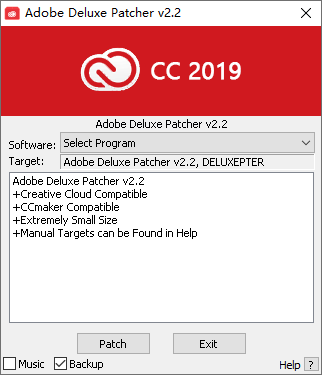 Adobe Deluxe Patcher v2.2
CC 2019
Adobe Deluxe Patcher v2.2
Software: Select Program
Target: Adobe Deluxe Patcher v2.2, DELUXEPTER
Adobe Deluxe Patcher v2.2
+Creative Cloud Compatible
+CCmaker Compatible
+Extremely Small Size
+Manual Targets can be Found in Help
Patch Exit
Music Backup Help ?